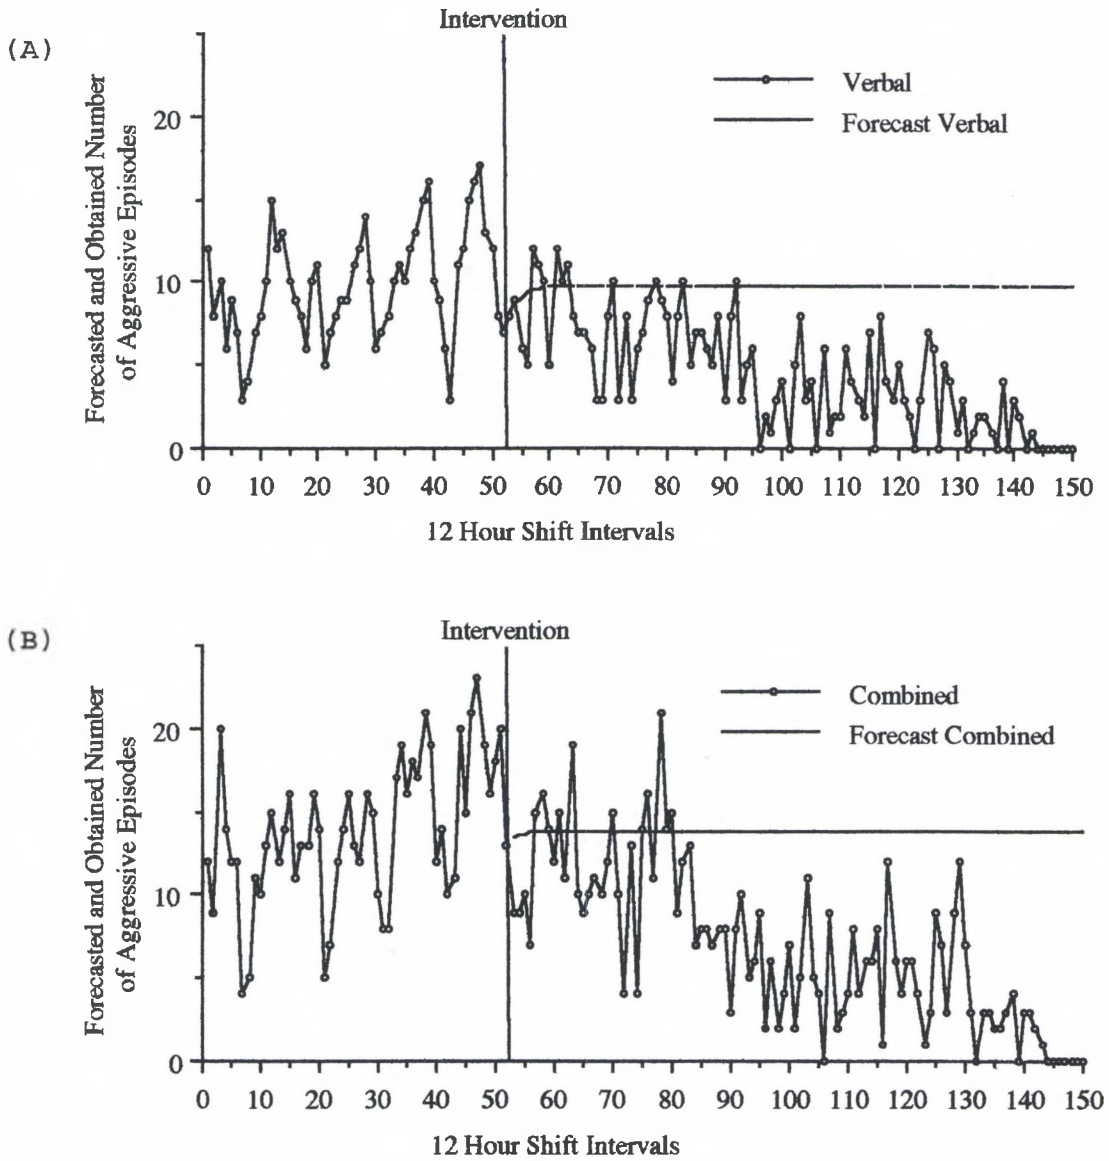 (A)
Intervention
Forecasted and Obtained Number
of Aggressive Episodes
20
10
0
Verbal
Forecast Verbal
0 10 20 30 40 50 60 70 80 90 100 110 120 130 140 150
12 Hour Shift Intervals
(B)
Intervention
Forecasted and Obtained Number
of Aggressive Episodes
20
10
0
Combined
Forecast Combined
0 10 20 30 40 50 60 70 80 90 100 110 120 130 140 150
12 Hour Shift Intervals